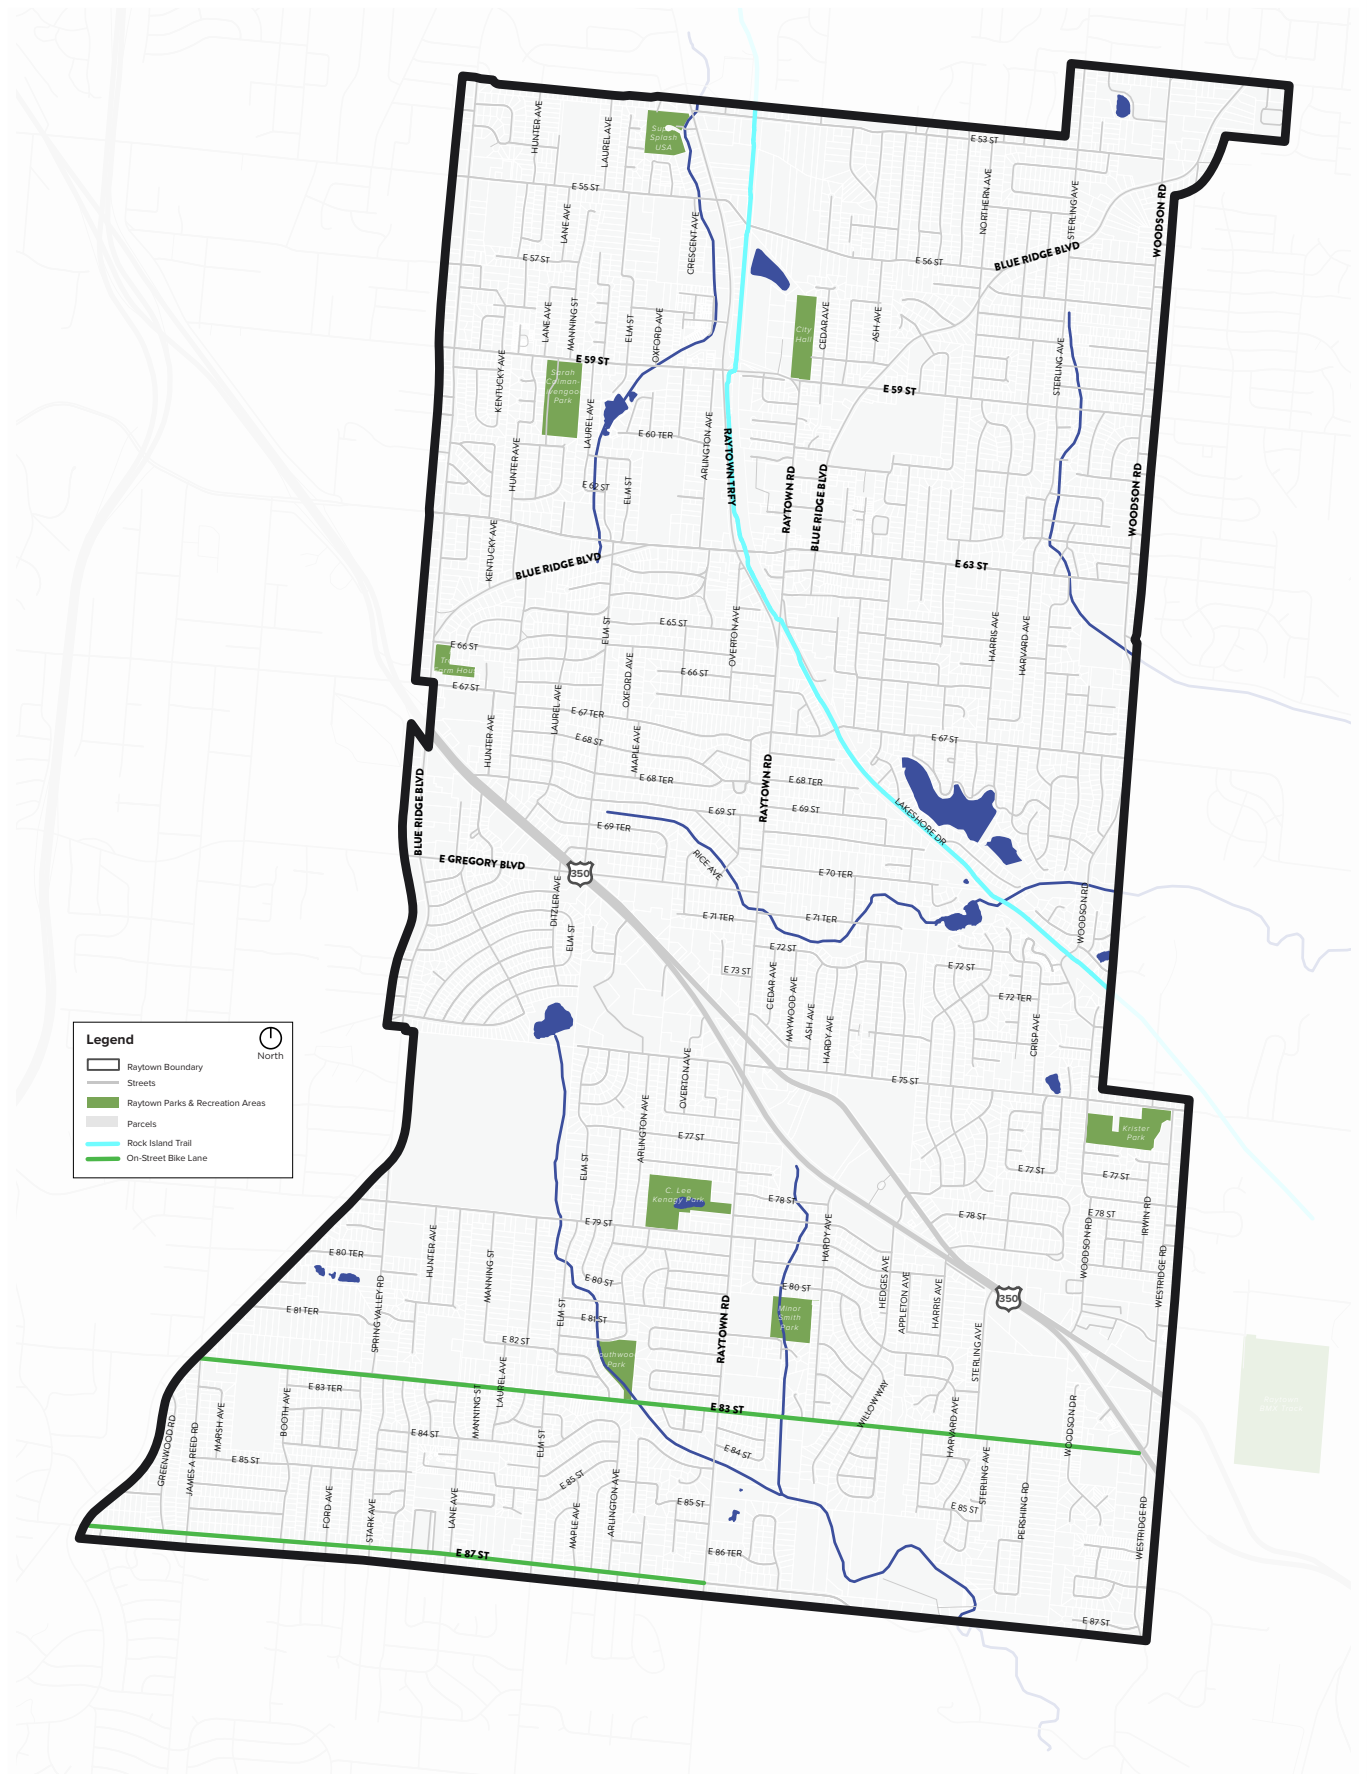 HUNTER AVE
LAUREL AVE
Super
Splash
USA
E 53 ST
E 55 ST
NORTHERN AVE
STERLING AVE
WOODSON RD
LANE AVE
CRESCENT AVE
BLUE RIDGE BLVD
E 57 ST
E 56 ST
LANE AVE
MANNING ST
ELM ST
OXFORD AVE
City
Hall
CEDAR AVE
ASH AVE
STERLING AVE
KENTUCKY AVE
E 59 ST
E 59 ST
Sarah
Colman-
Park
LAUREL AVE
E 60 TER
ARLINGTON AVE
HUNTER AVE
RAYTOWN TRFY
RAYTOWN RD
BLUE RIDGE BLVD
WOODSON RD
E 62 ST
ELM ST
KENTUCKY AVE
BLUE RIDGE BLVD
E 63 ST
E 65 ST
ELM ST
OVERTON AVE
HARRIS AVE
HARVARD AVE
E 66 ST
Farm House
E 66 ST
E 67 ST
OXFORD AVE
LAUREL AVE
E 67 TER
HUNTER AVE
E 68 ST
MAPLE AVE
E 67 ST
E 68 TER
RAYTOWN RD
E 68 TER
BLUE RIDGE BLVD
E 69 ST
E 69 ST
LAKESHORE DR
E 69 TER
E GREGORY BLVD
350
RICE AVE
E 70 TER
DITZLER AVE
E 71 TER
E 71 TER
WOODSON RD
ELM ST
E 72 ST
E 73 ST
E 72 ST
CEDAR AVE
MAYWOOD AVE
ASH AVE
HARDY AVE
E 72 TER
CRISP AVE
Legend
North
Raytown Boundary
Streets
Raytown Parks & Recreation Areas
Parcels
Rock Island Trail
On-Street Bike Lane
OVERTON AVE
E 75 ST
ARLINGTON AVE
E 77 ST
Krister
Park
ELM ST
E 77 ST
E 77 ST
C. Lee
Kenagy Park
E 78 ST
E 78 ST
E 78 ST
IRWIN RD
E 79 ST
HARDY AVE
WOODSON RD
HUNTER AVE
MANNING ST
E 80 TER
WESTRIDGE RD
E 80 ST
E 80 ST
HEDGES AVE
APPLETON AVE
HARRIS AVE
350
SPRING VALLEY RD
E 81 TER
ELM ST
E 81 ST
Minor
Smith
Park
RAYTOWN RD
E 82 ST
Southwood
Park
STERLING AVE
E 83 TER
LAUREL AVE
MANNING ST
BOOTH AVE
WILLOW WAY
HARVARD AVE
WOODSON DR
E 83 ST
GREENWOOD RD
JAMES A REED RD
MARSH AVE
E 84 ST
ELM ST
E 84 ST
E 85 ST
E 85 ST
STERLING AVE
FORD AVE
STARK AVE
LANE AVE
MAPLE AVE
ARLINGTON AVE
E 85 ST
E 85 ST
PERSHING RD
WESTRIDGE RD
E 87 ST
E 86 TER
E 87 ST